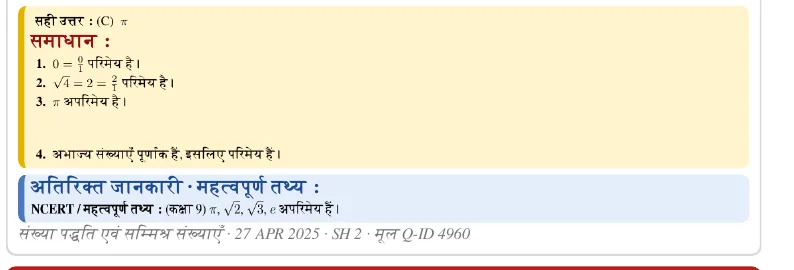 सही उत्तर : (C) π
समाधान :
1. 0 = 0/1 परिमेय है।
2. √4 = 2 = 2/1 परिमेय है।
3. π अपरिमेय है।
4. अभाज्य संख्याएँ पूर्णांक हैं, इसलिए परिमेय हैं।
अतिरिक्त जानकारी · महत्वपूर्ण तथ्य :
NCERT / महत्वपूर्ण तथ्य : (कक्षा 9) π, √2, √3, e अपरिमेय हैं।
संख्या पद्धति एवं सम्मिश्र संख्याएँ · 27 APR 2025 · SH 2 · मूल Q-ID 4960